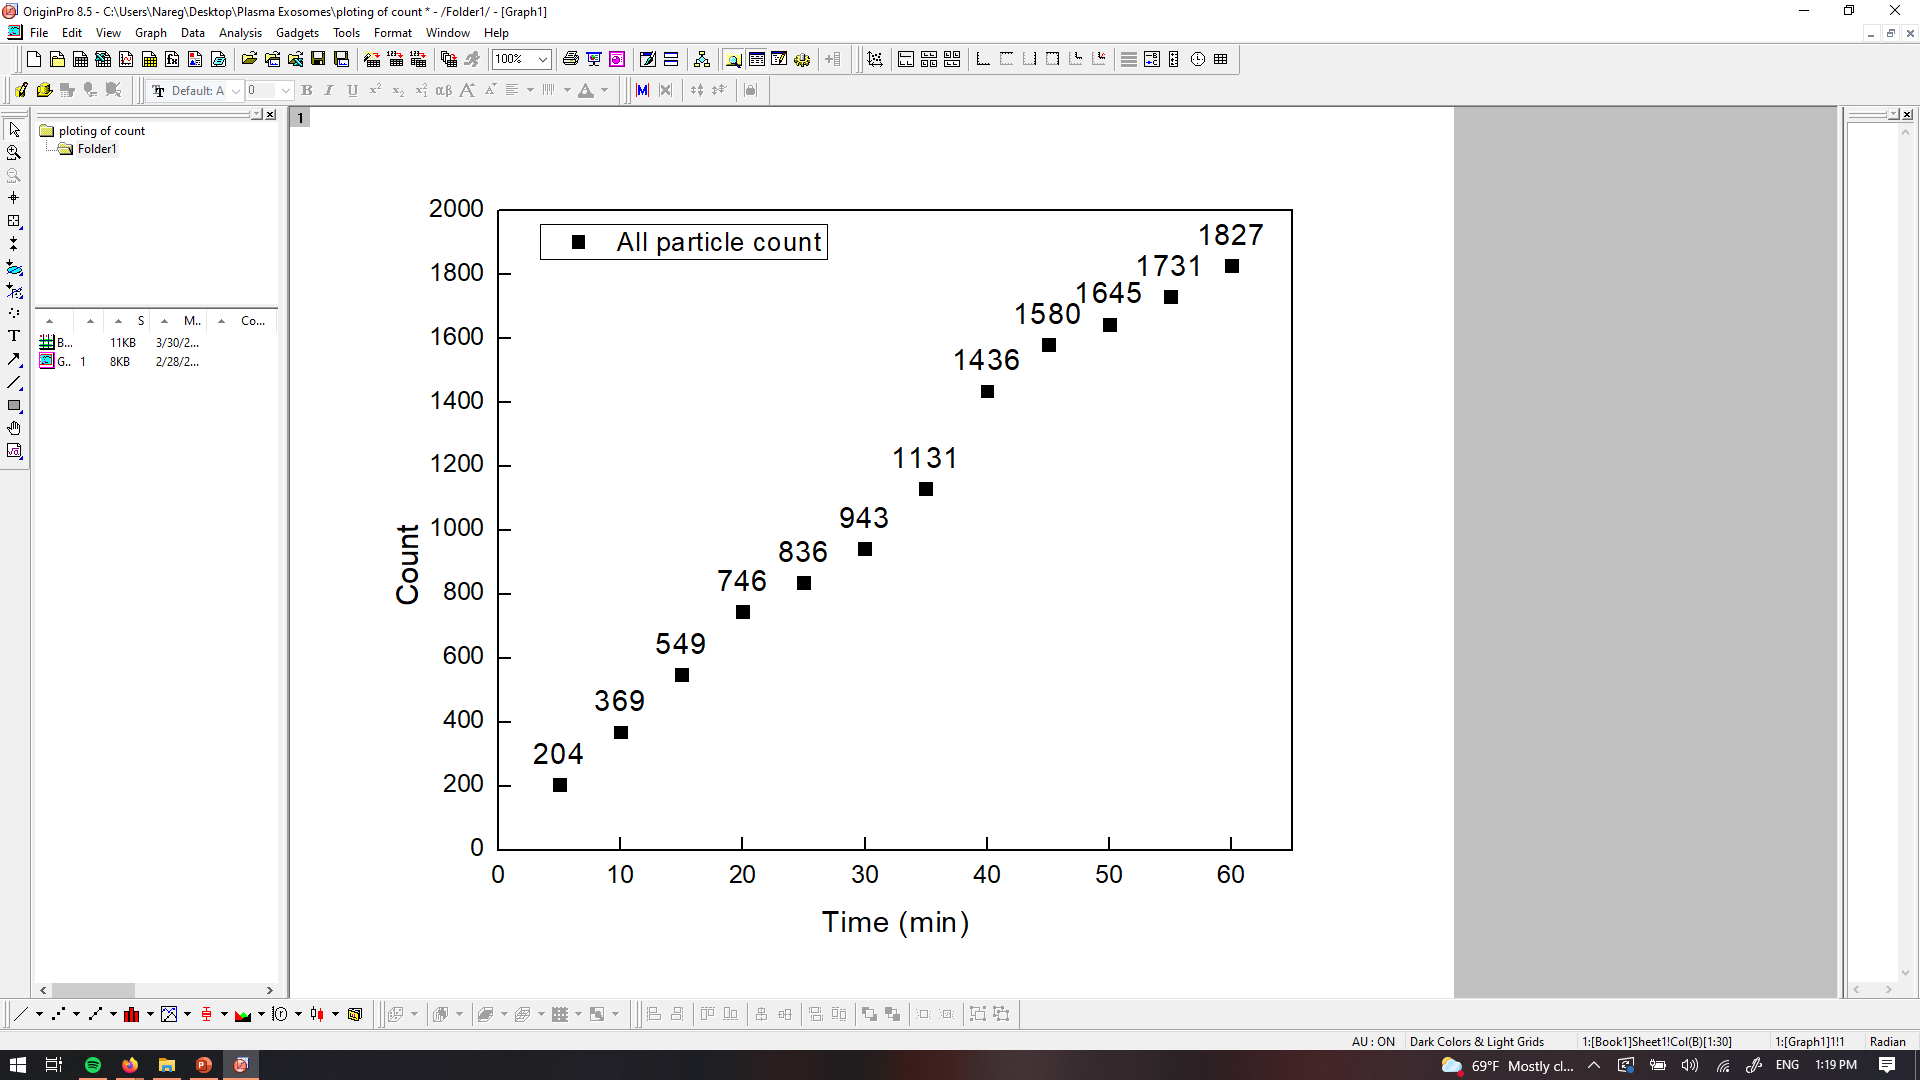 OriginPro 8.5 - C:\Users\Nareg\Desktop\Plasma Exosomes\ploting of count * - /Folder1/ - [Graph1]
File Edit View Graph Data Analysis Gadgets Tools Format Window Help
100%
Default: A 0 B I U x² x₂ αβ A A A
ploting of count
Folder1
S M.. Co...
B... 11KB 3/30/2...
G.. 1 8KB 2/28/2...
1
All particle count
2000
1800
1600
1400
1200
1000
800
600
400
200
0
Count
204
369
549
746
836
943
1131
1436
1580
1645
1731
1827
0 10 20 30 40 50 60
Time (min)
AU : ON Dark Colors & Light Grids 1:[Book1]Sheet1!Col(B)[1:30] 1:[Graph1]1!1 Radian
69°F Mostly cl... ENG 1:19 PM